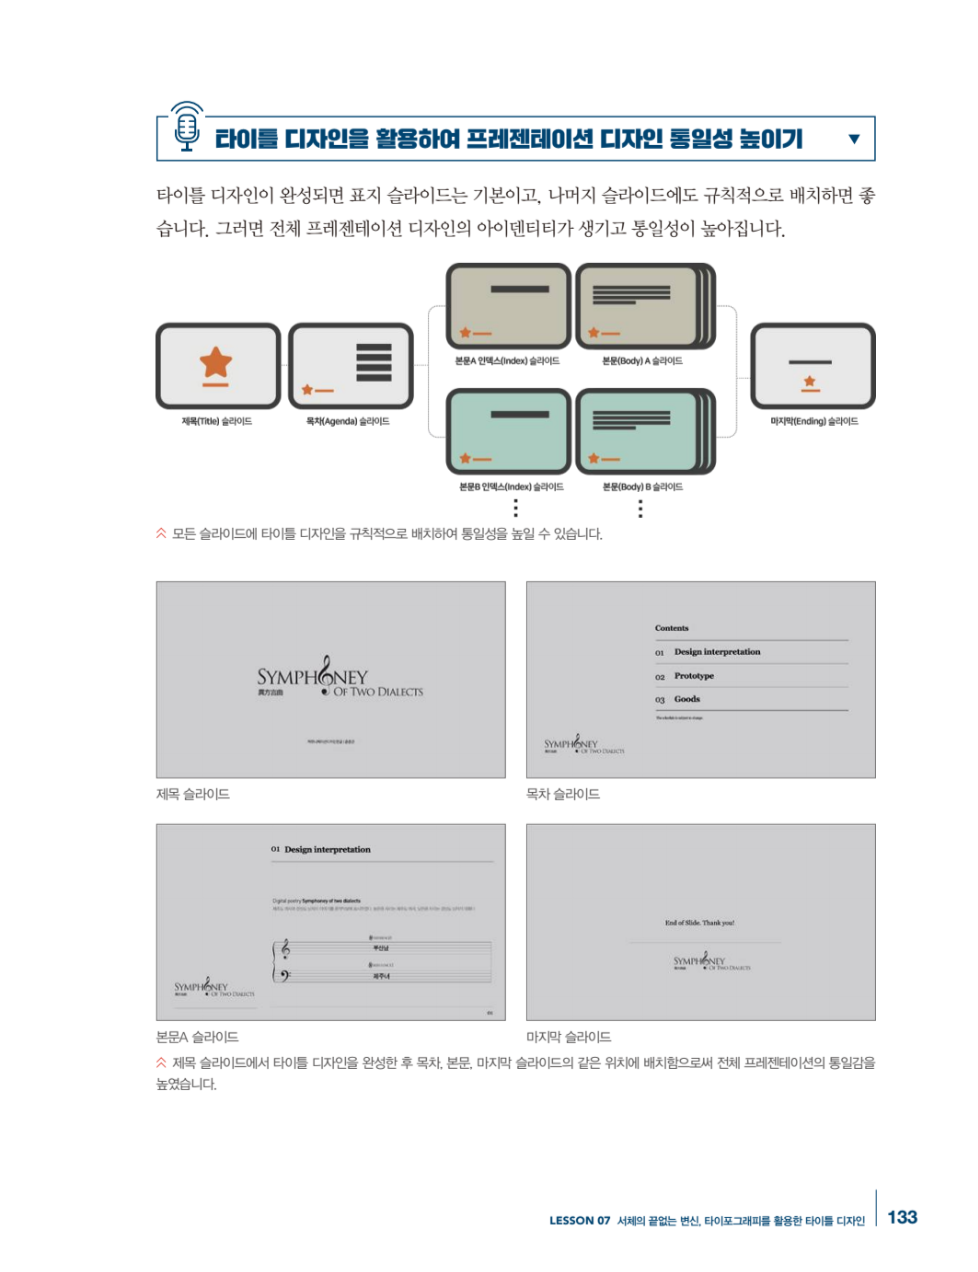 타이틀 디자인을 활용하여 프레젠테이션 디자인 통일성 높이기
타이틀 디자인이 완성되면 표지 슬라이드는 기본이고, 나머지 슬라이드에도 규칙적으로 배치하면 좋
습니다. 그러면 전체 프레젠테이션 디자인의 아이덴티티가 생기고 통일성이 높아집니다.
본문A 인덱스(Index) 슬라이드
본문(Body) A 슬라이드
제목(Title) 슬라이드
목차(Agenda) 슬라이드
마지막(Ending) 슬라이드
본문B 인덱스(Index) 슬라이드
본문(Body) B 슬라이드
모든 슬라이드에 타이틀 디자인을 규칙적으로 배치하여 통일성을 높일 수 있습니다.
SYMPHONEY
OF TWO DIALECTS
Contents
01 Design interpretation
02 Prototype
03 Goods
SYMPHONEY
OF TWO DIALECTS
제목 슬라이드
목차 슬라이드
01 Design interpretation
Digital poetry Symphoney of two dialects
부산남
제주녀
SYMPHONEY
OF TWO DIALECTS
End of Slide. Thank you!
SYMPHONEY
OF TWO DIALECTS
본문A 슬라이드
마지막 슬라이드
제목 슬라이드에서 타이틀 디자인을 완성한 후 목차, 본문, 마지막 슬라이드의 같은 위치에 배치함으로써 전체 프레젠테이션의 통일감을
높였습니다.
LESSON 07 서체의 끝없는 변신, 타이포그래피를 활용한 타이틀 디자인 133